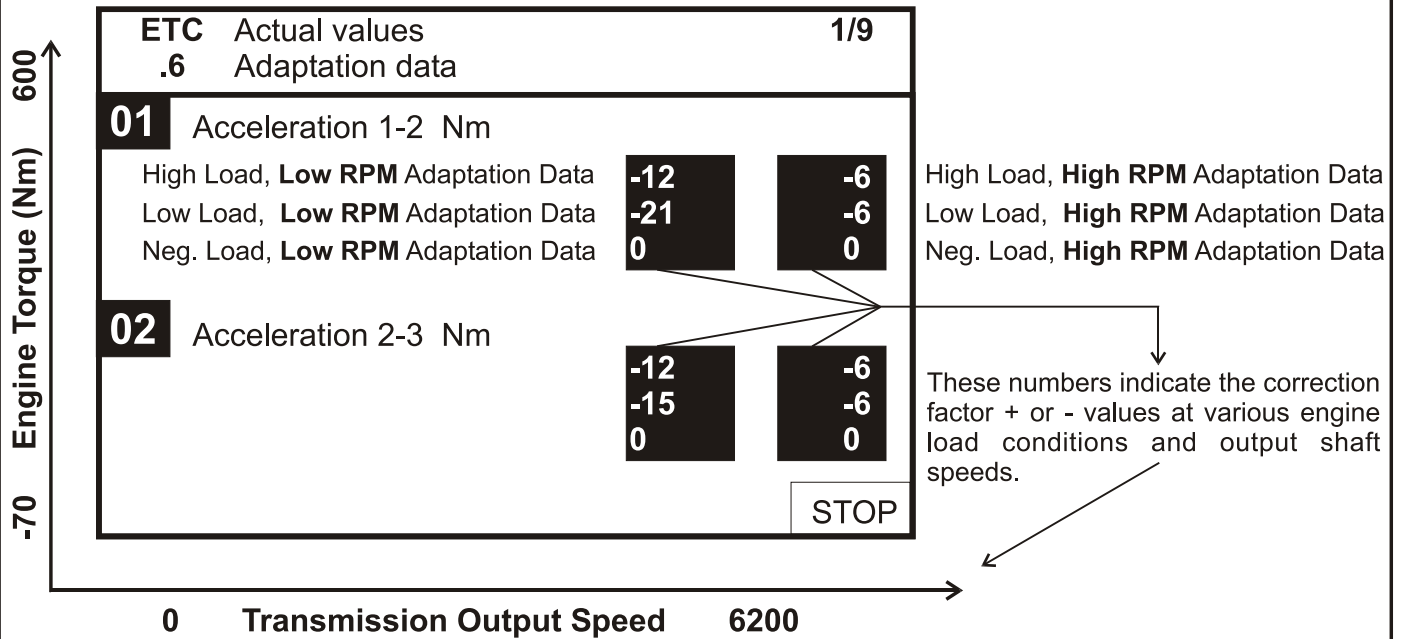 ETC Actual values 1/9
.6 Adaptation data
01 Acceleration 1-2 Nm
High Load, Low RPM Adaptation Data -12 -6 High Load, High RPM Adaptation Data
Low Load, Low RPM Adaptation Data -21 -6 Low Load, High RPM Adaptation Data
Neg. Load, Low RPM Adaptation Data 0 0 Neg. Load, High RPM Adaptation Data
02 Acceleration 2-3 Nm
-12 -6
-15 -6
0 0
These numbers indicate the correction
factor + or - values at various engine
load conditions and output shaft
speeds.
STOP
-70 Engine Torque (Nm) 600
0 Transmission Output Speed 6200